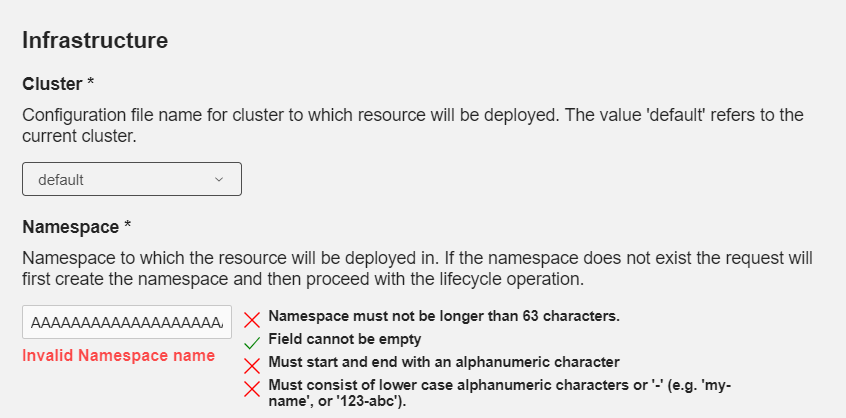 Infrastructure
Cluster *
Configuration file name for cluster to which resource will be deployed. The value 'default' refers to the
current cluster.
default
Namespace *
Namespace to which the resource will be deployed in. If the namespace does not exist the request will
first create the namespace and then proceed with the lifecycle operation.
AAAAAAAAAAAAAAAAAAA
Namespace must not be longer than 63 characters.
Field cannot be empty
Invalid Namespace name
Must start and end with an alphanumeric character
Must consist of lower case alphanumeric characters or '-' (e.g. 'my-
name', or '123-abc').